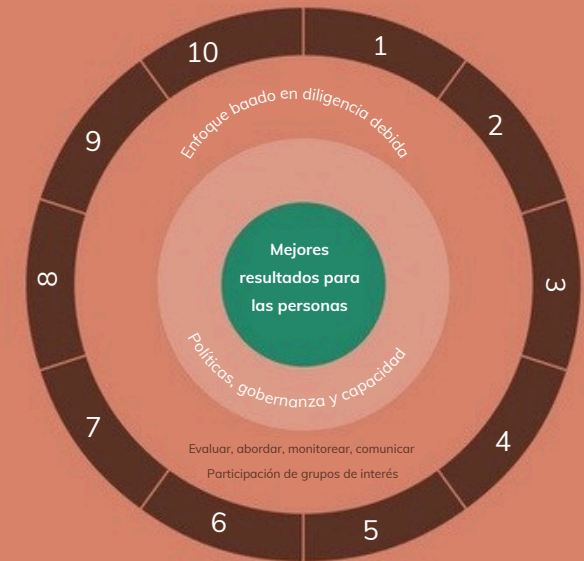 10
1
2
3
4
5
6
7
8
9
Enfoque baado en diligencia debida
Mejores
resultados para
las personas
Políticas, gobernanza y capacidad
Evaluar, abordar, monitorear, comunicar
Participación de grupos de interés